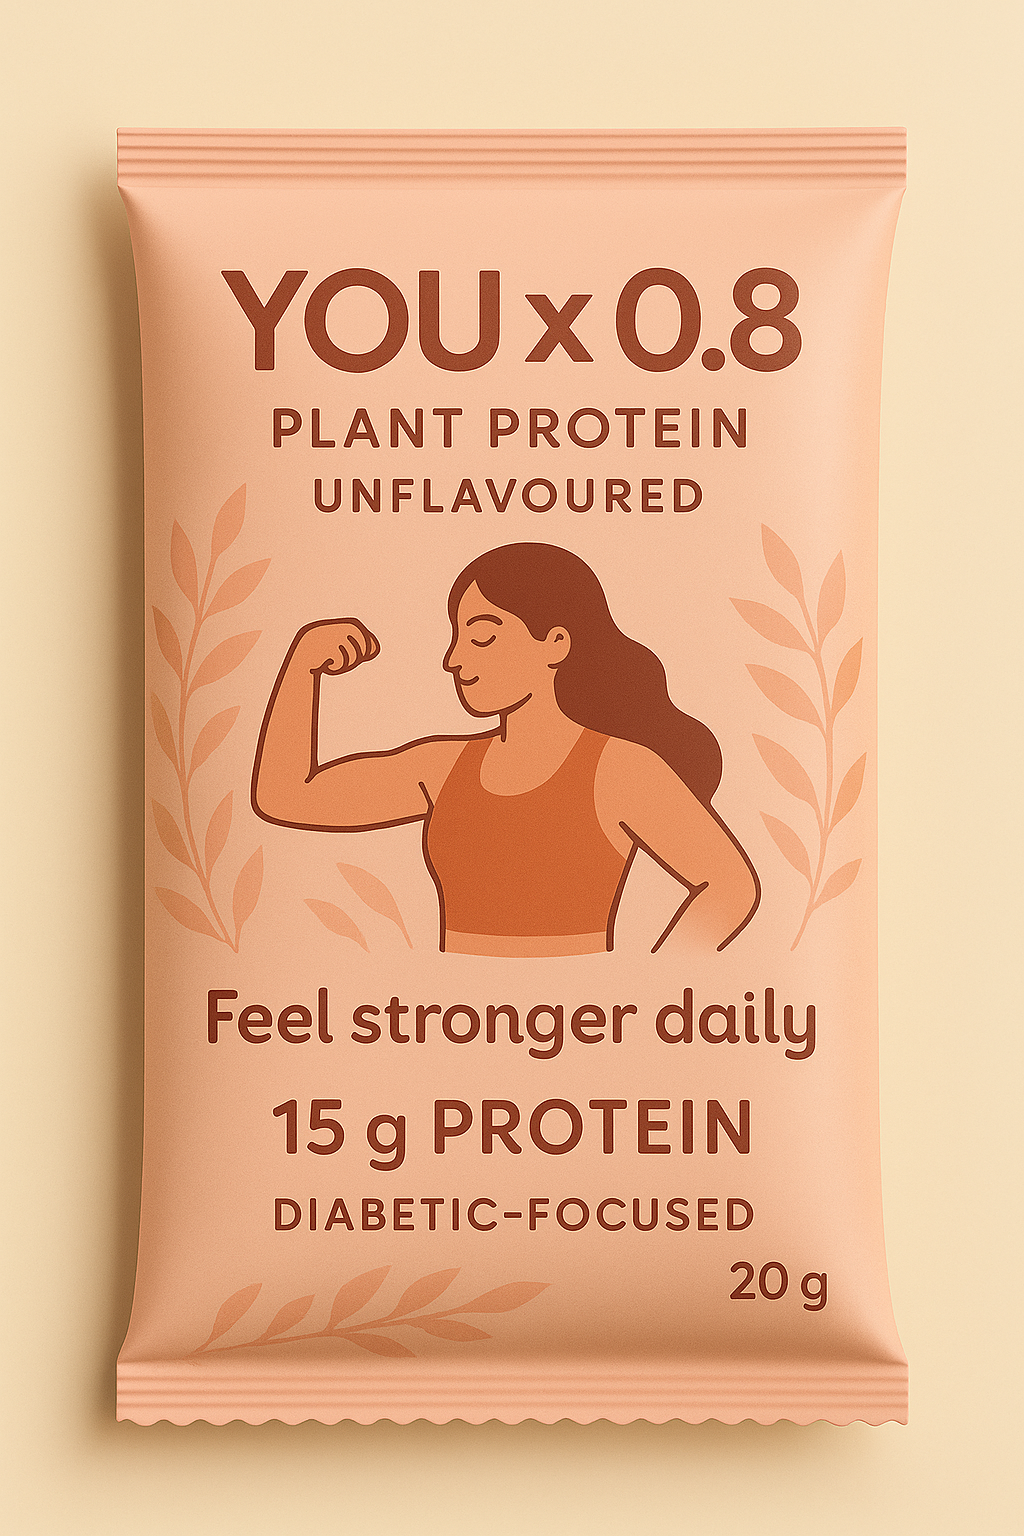 YOU x 0.8
PLANT PROTEIN
UNFLAVOURED
Feel stronger daily
15 g PROTEIN
DIABETIC-FOCUSED
20 g